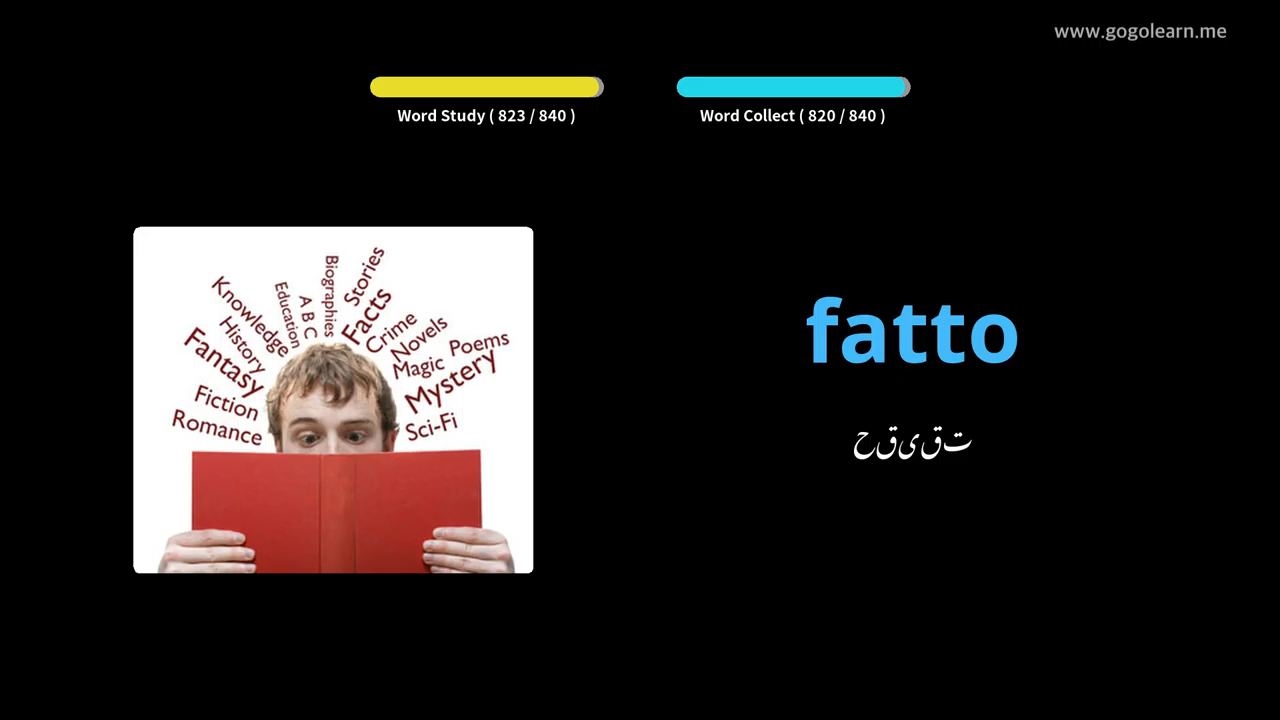 www.gogolearn.me
Word Study ( 823 / 840 )
Word Collect ( 820 / 840 )
Biographies
Stories
Education
A B C
Facts
Knowledge
Crime
History
Novels
Fantasy
Magic
Poems
Mystery
Fiction
Romance
Sci-Fi
fatto
حقیقت